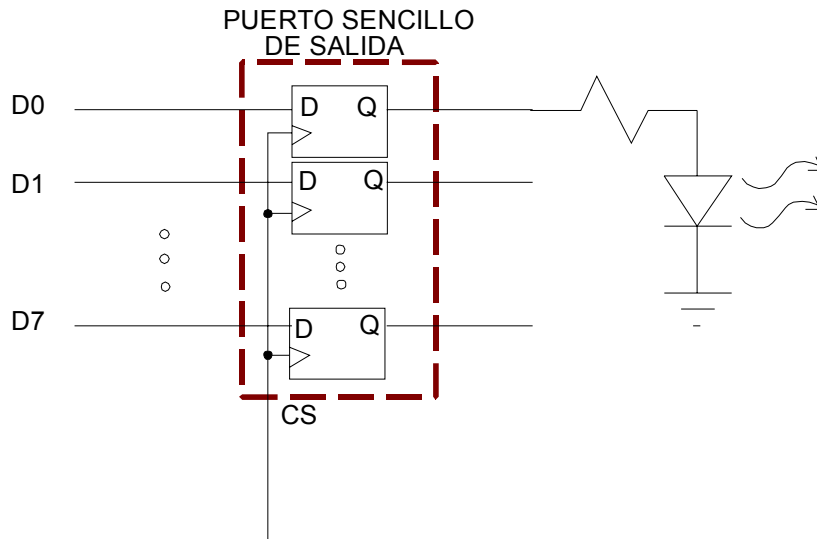 PUERTO SENCILLO
DE SALIDA
D0
D Q
D1
D Q
D7
D Q
CS